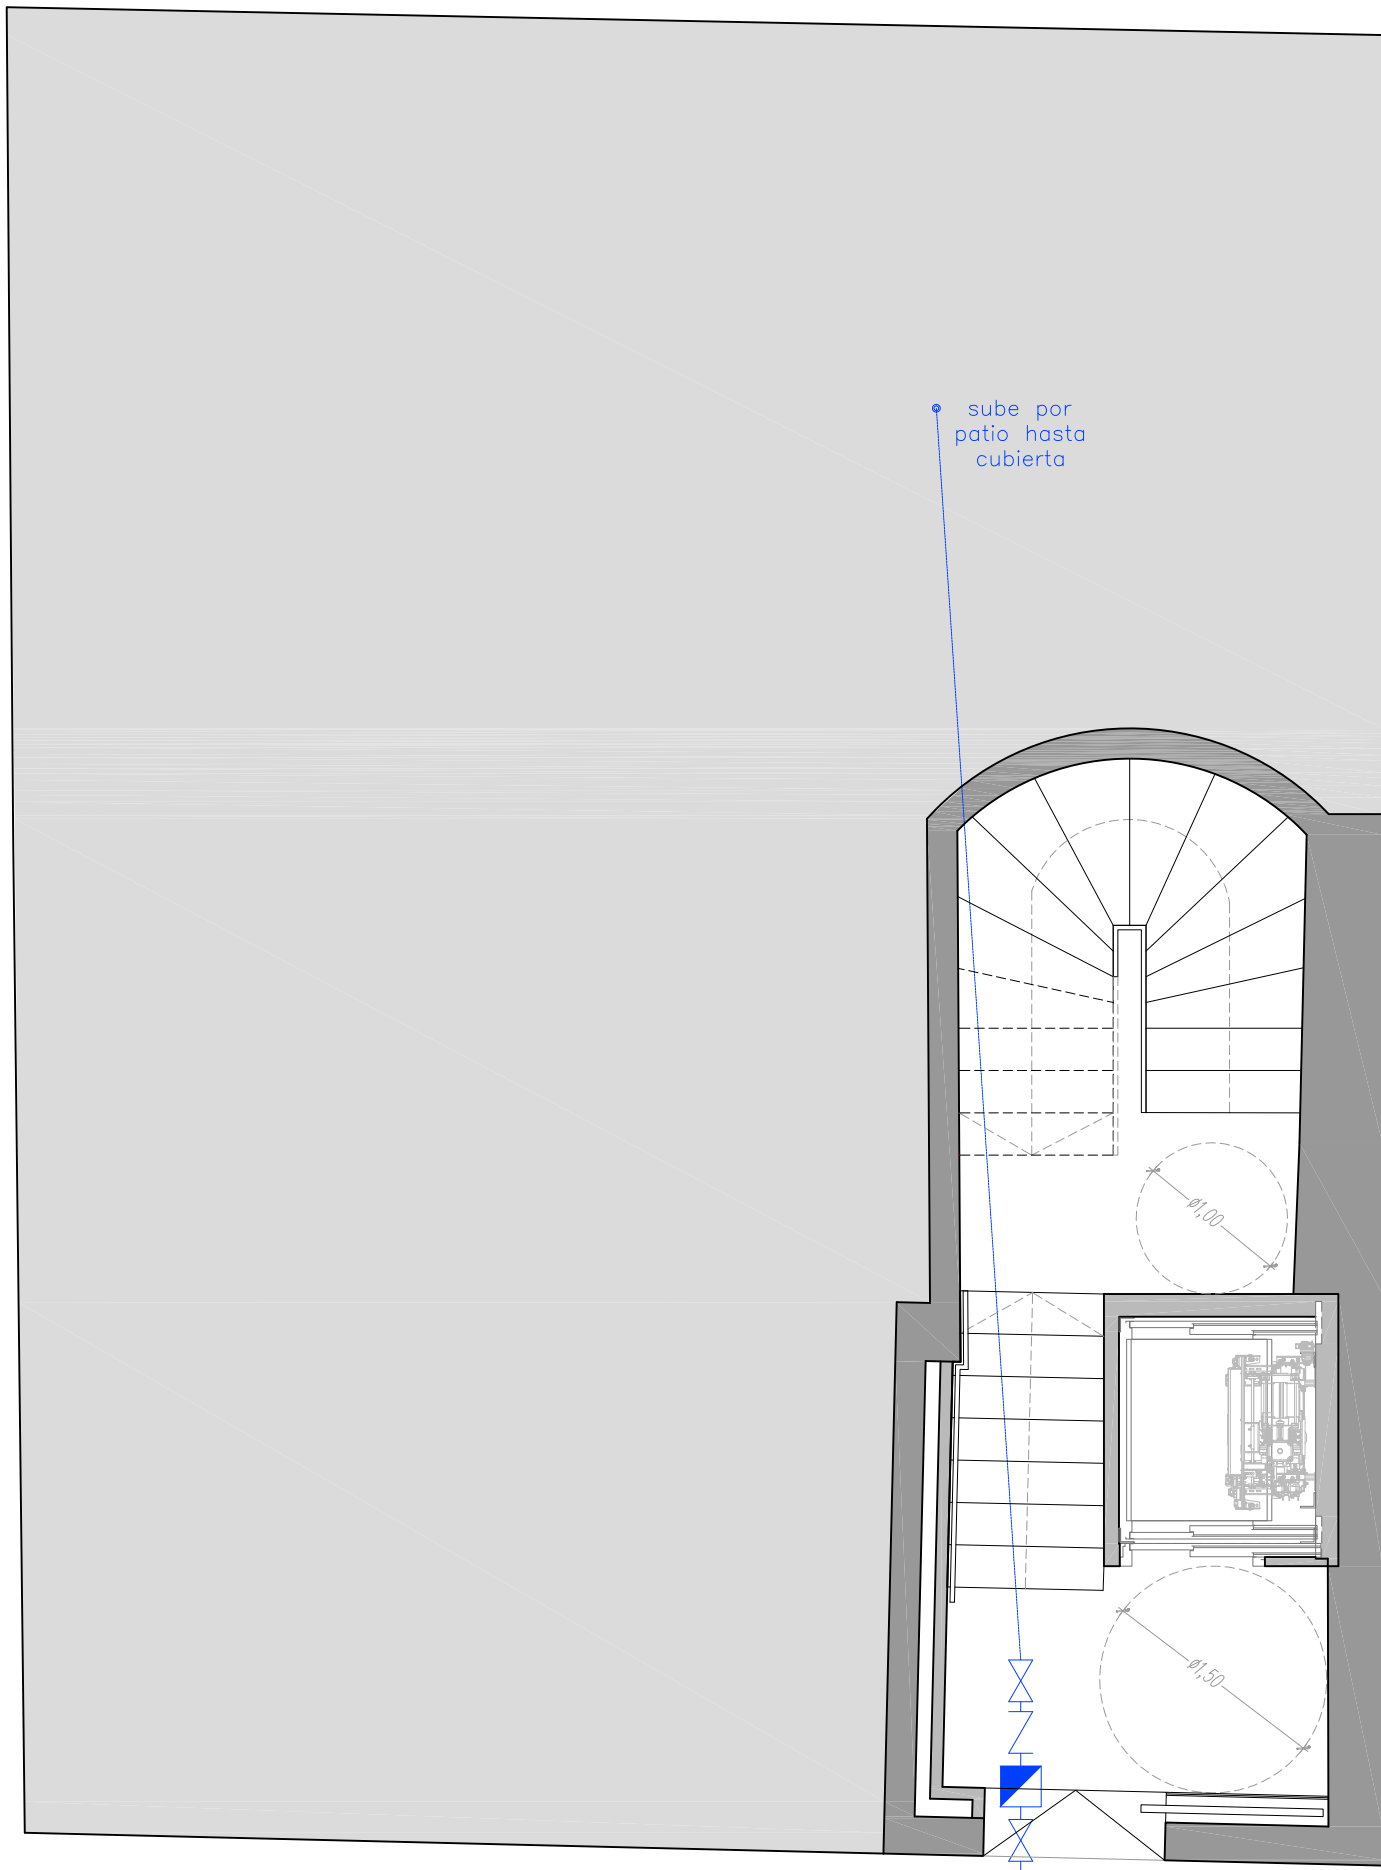 sube por
patio hasta
cubierta
ø1,00
ø1,50